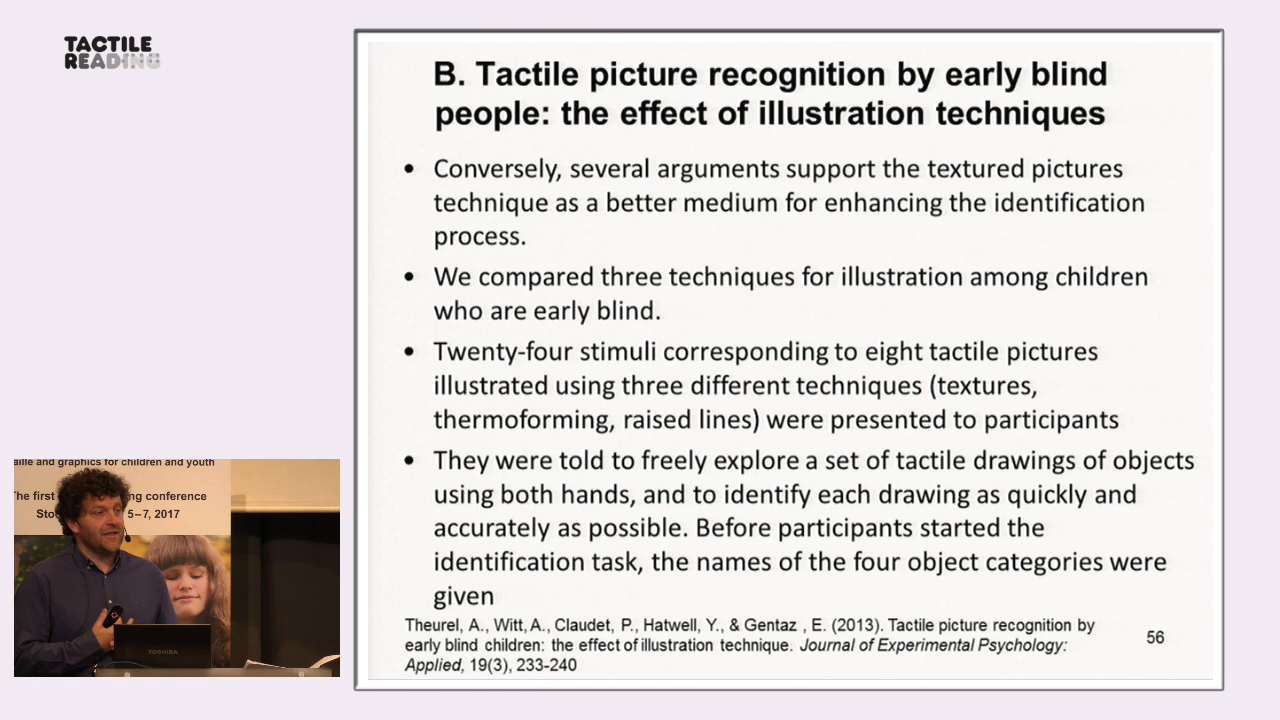 TACTILE
READING
B. Tactile picture recognition by early blind
people: the effect of illustration techniques
• Conversely, several arguments support the textured pictures
technique as a better medium for enhancing the identification
process.
• We compared three techniques for illustration among children
who are early blind.
• Twenty-four stimuli corresponding to eight tactile pictures
illustrated using three different techniques (textures,
thermoforming, raised lines) were presented to participants
• They were told to freely explore a set of tactile drawings of objects
using both hands, and to identify each drawing as quickly and
accurately as possible. Before participants started the
identification task, the names of the four object categories were
given
Theurel, A., Witt, A., Claudet, P., Hatwell, Y., & Gentaz , E. (2013). Tactile picture recognition by
early blind children: the effect of illustration technique. Journal of Experimental Psychology:
Applied, 19(3), 233-240
56
and graphics for children and youth
The first conference
5–7, 2017
TOSHIBA